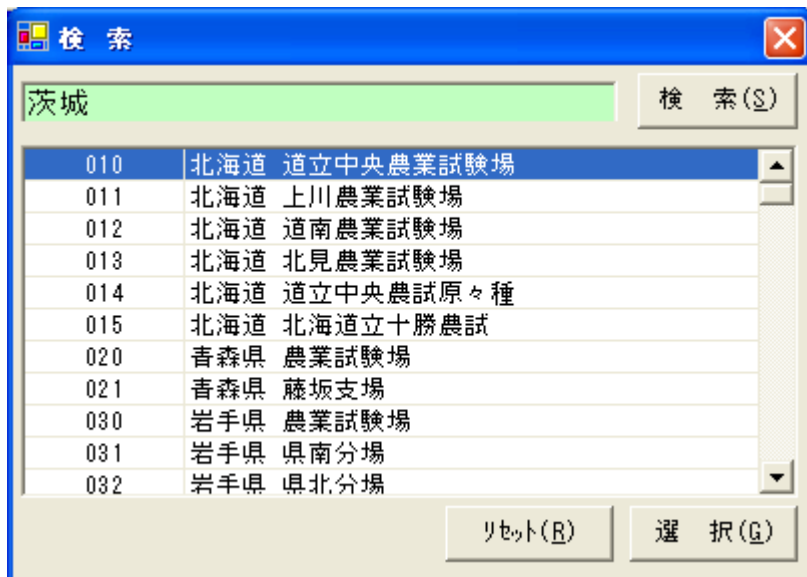 検 索
茨城
検 索(S)
010 北海道 道立中央農業試験場
011 北海道 上川農業試験場
012 北海道 道南農業試験場
013 北海道 北見農業試験場
014 北海道 道立中央農試原々種
015 北海道 北海道立十勝農試
020 青森県 農業試験場
021 青森県 藤坂支場
030 岩手県 農業試験場
031 岩手県 県南分場
032 岩手県 県北分場
ﾘｾｯﾄ(R) 選 択(G)